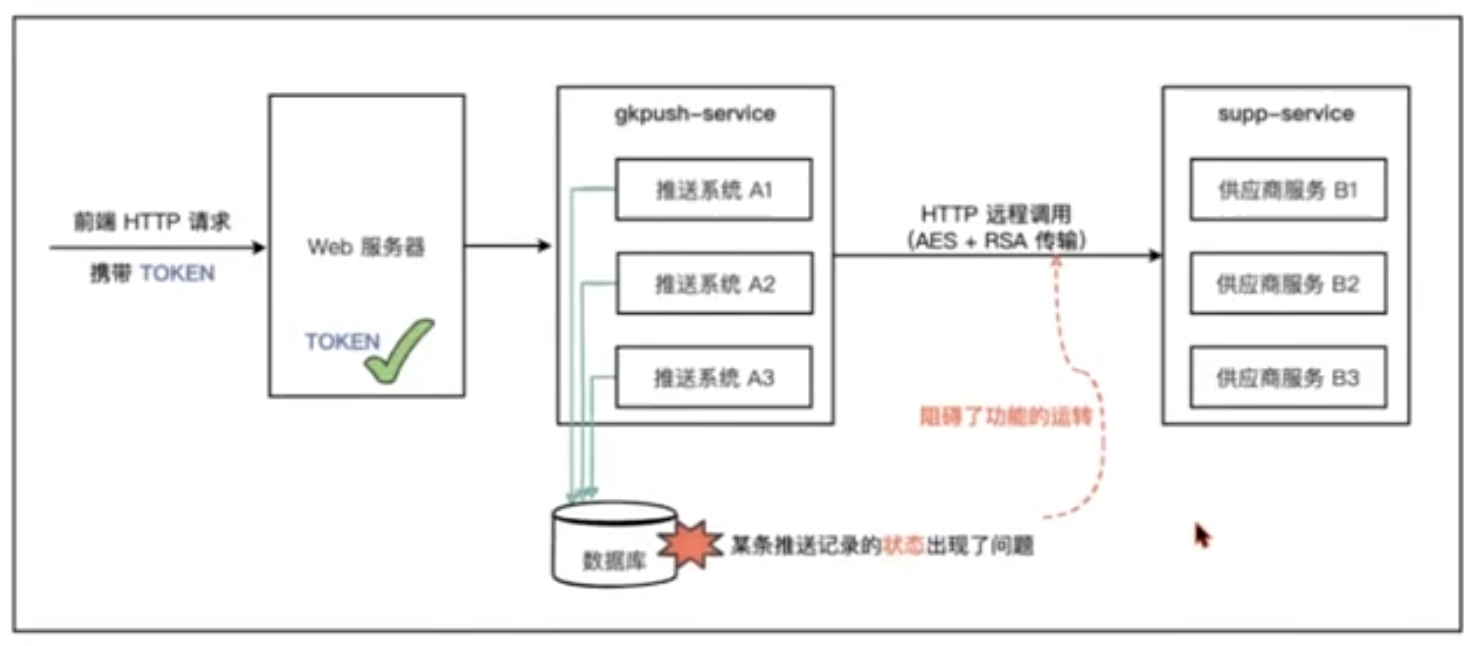 前端 HTTP 请求
携带 TOKEN
Web 服务器
TOKEN
gkpush-service
推送系统 A1
推送系统 A2
推送系统 A3
HTTP 远程调用
（AES + RSA 传输）
supp-service
供应商服务 B1
供应商服务 B2
供应商服务 B3
阻碍了功能的运转
数据库
某条推送记录的状态出现了问题